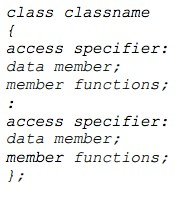 class classname
{
access specifier:
data member;
member functions;
:
access specifier:
data member;
member functions;
};